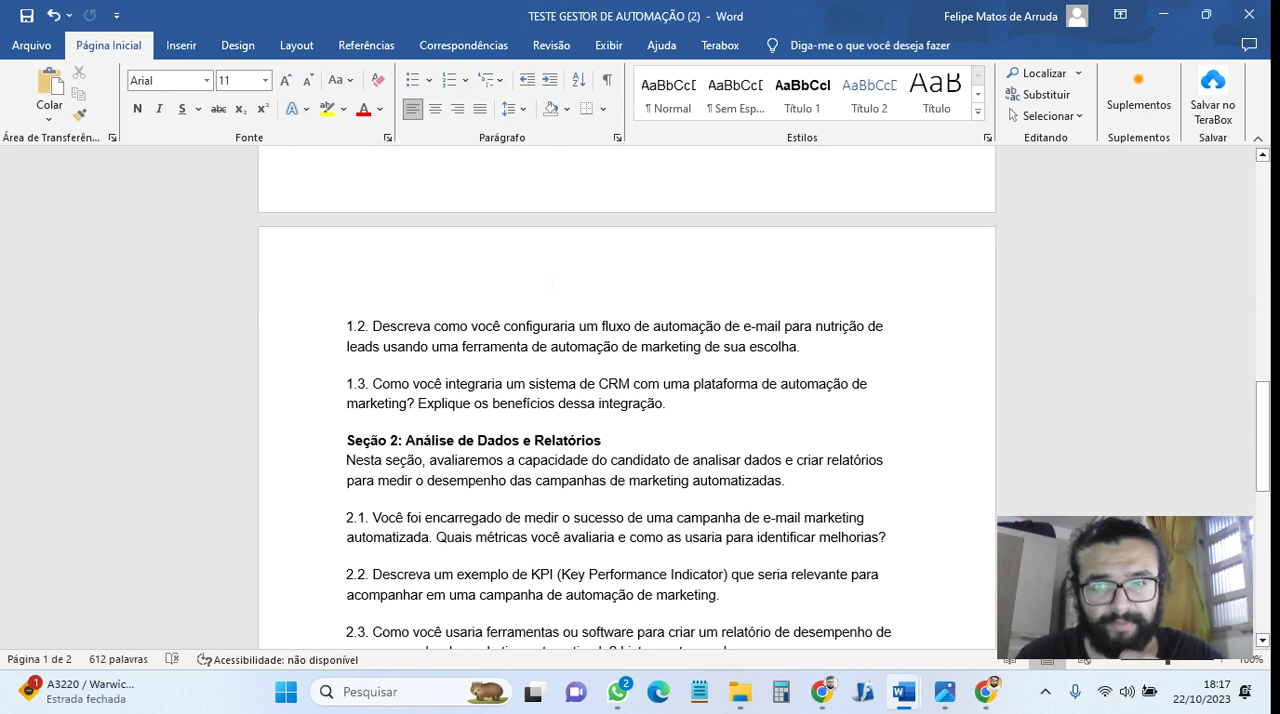 TESTE GESTOR DE AUTOMAÇÃO (2) - Word
Felipe Matos de Arruda
Arquivo
Página Inicial
Inserir
Design
Layout
Referências
Correspondências
Revisão
Exibir
Ajuda
Terabox
Diga-me o que você deseja fazer
Colar
Área de Transferên...
Arial
11
Aa
N I S abc x₂ x² A A
Fonte
Parágrafo
AaBbCcD AaBbCcD AaBbCcI AaBbCcD AaB
¶ Normal
¶ Sem Esp...
Título 1
Título 2
Título
Estilos
Localizar
Substituir
Selecionar
Editando
Suplementos
Suplementos
Salvar no
TeraBox
Salvar
1.2. Descreva como você configuraria um fluxo de automação de e-mail para nutrição de
leads usando uma ferramenta de automação de marketing de sua escolha.
1.3. Como você integraria um sistema de CRM com uma plataforma de automação de
marketing? Explique os benefícios dessa integração.
Seção 2: Análise de Dados e Relatórios
Nesta seção, avaliaremos a capacidade do candidato de analisar dados e criar relatórios
para medir o desempenho das campanhas de marketing automatizadas.
2.1. Você foi encarregado de medir o sucesso de uma campanha de e-mail marketing
automatizada. Quais métricas você avaliaria e como as usaria para identificar melhorias?
2.2. Descreva um exemplo de KPI (Key Performance Indicator) que seria relevante para
acompanhar em uma campanha de automação de marketing.
2.3. Como você usaria ferramentas ou software para criar um relatório de desempenho de
Página 1 de 2
612 palavras
Acessibilidade: não disponível
100%
1
A3220 / Warwic...
Estrada fechada
Pesquisar
2
18:17
22/10/2023